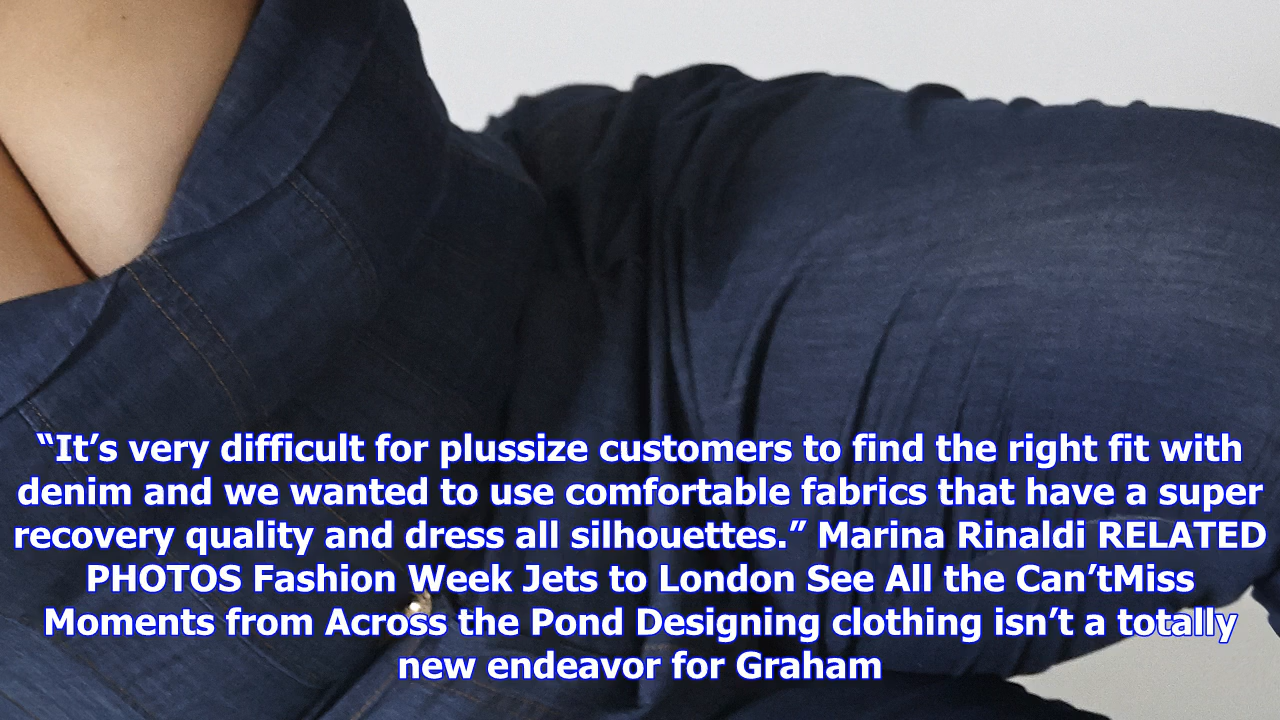 “It’s very difficult for plussize customers to find the right fit with
denim and we wanted to use comfortable fabrics that have a super
recovery quality and dress all silhouettes.” Marina Rinaldi RELATED
PHOTOS Fashion Week Jets to London See All the Can’tMiss
Moments from Across the Pond Designing clothing isn’t a totally
new endeavor for Graham